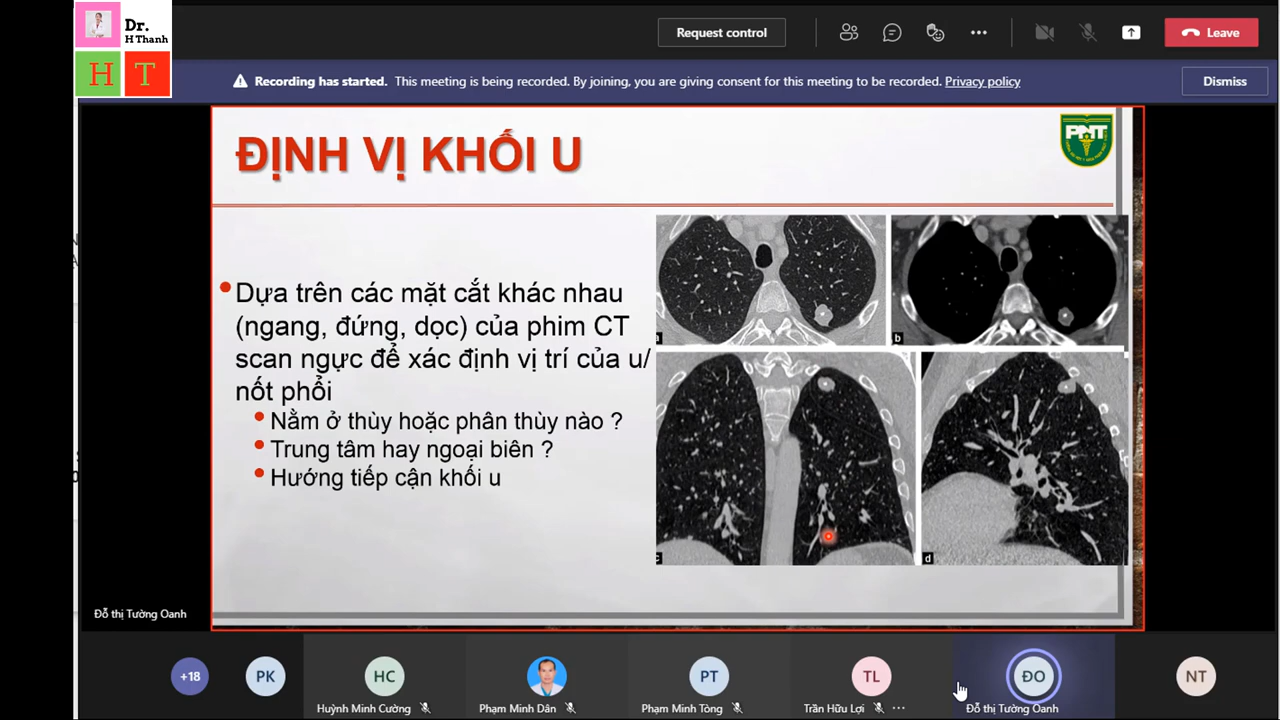 Dr.
H Thanh
H T
Request control
Leave
Recording has started. This meeting is being recorded. By joining, you are giving consent for this meeting to be recorded. Privacy policy
Dismiss
ĐỊNH VỊ KHỐI U
PNT
Dựa trên các mặt cắt khác nhau
(ngang, đứng, dọc) của phim CT
scan ngực để xác định vị trí của u/
nốt phổi
Nằm ở thùy hoặc phân thùy nào ?
Trung tâm hay ngoại biên ?
Hướng tiếp cận khối u
a
b
c
d
Đỗ thị Tường Oanh
+18
PK
HC
PT
TL
ĐO
NT
Huỳnh Minh Cường
Phạm Minh Dân
Phạm Minh Tòng
Trần Hữu Lợi
Đỗ thị Tường Oanh